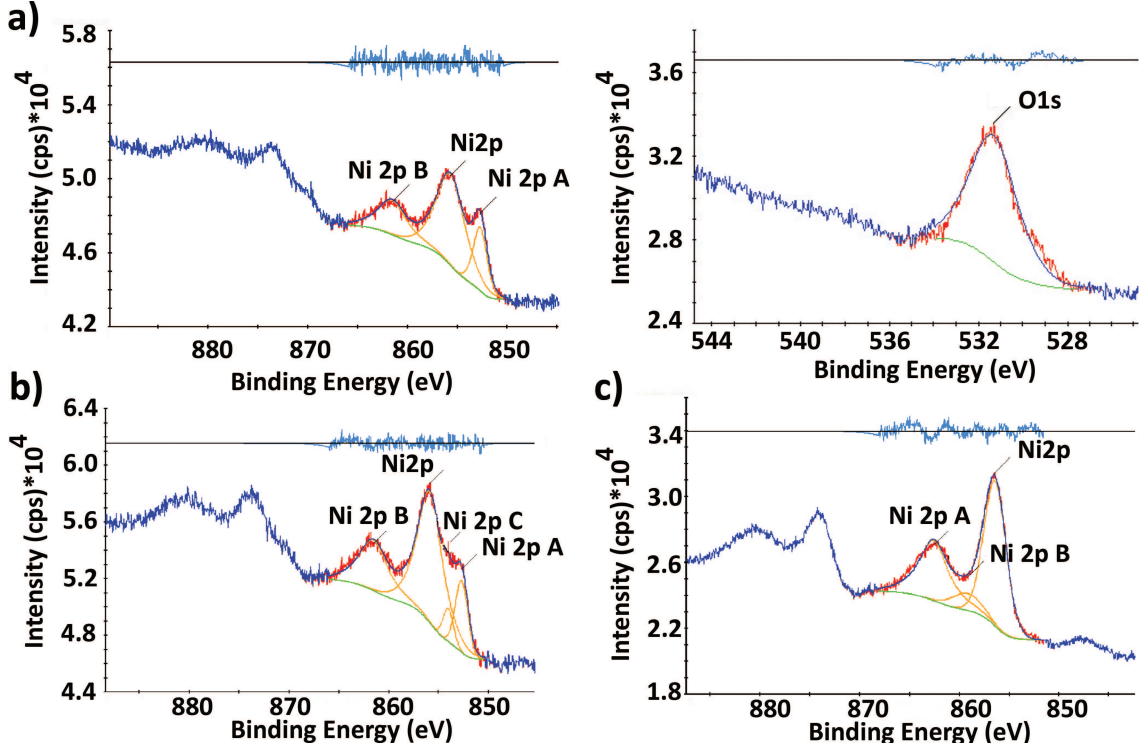 a)
Intensity (cps)*10^4
5.8
5.4
5.0
4.6
4.2
Ni 2p B
Ni2p
Ni 2p A
880
870
860
850
Binding Energy (eV)
Intensity (cps)*10^4
3.6
3.3
3.0
2.8
2.4
O1s
544
540
536
532
528
Binding Energy (eV)
b)
Intensity (cps)*10^4
6.4
6.0
5.6
5.2
4.8
4.4
Ni2p
Ni 2p B
Ni 2p C
Ni 2p A
880
870
860
850
Binding Energy (eV)
c)
Intensity (cps)*10^4
3.4
3.0
2.6
2.2
1.8
Ni2p
Ni 2p A
Ni 2p B
880
870
860
850
Binding Energy (eV)